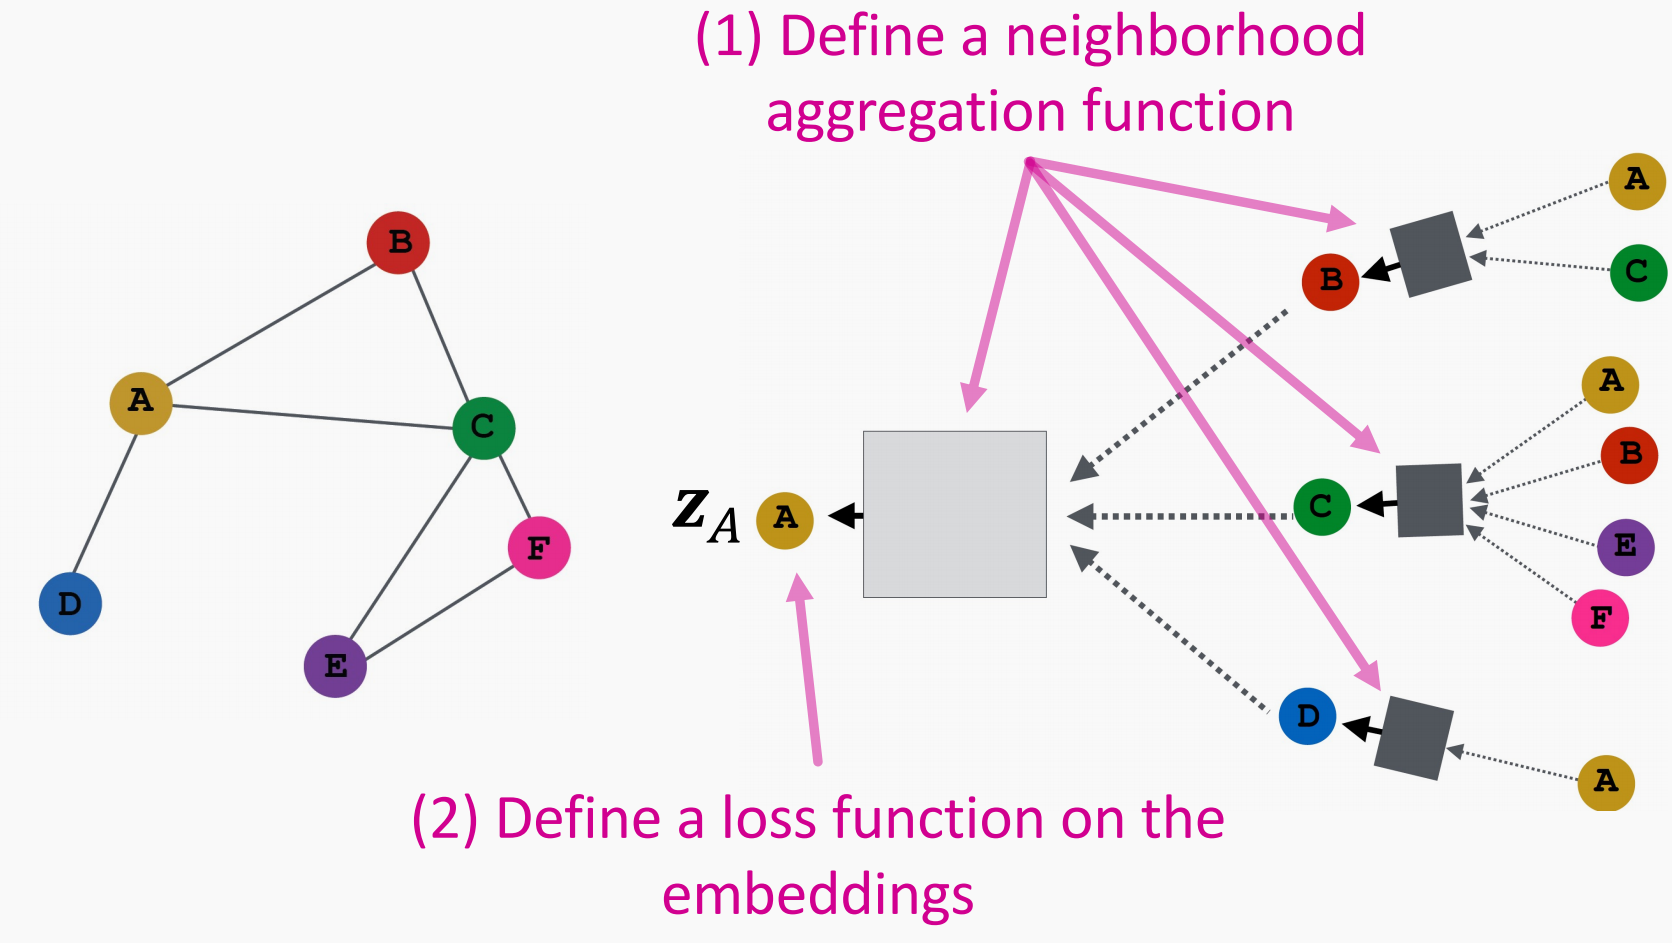 (1) Define a neighborhood
aggregation function
B
A
C
F
D
E
A
C
B
A
B
E
F
C
z_A
A
D
A
(2) Define a loss function on the
embeddings